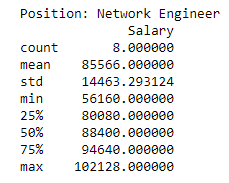 Position: Network Engineer
Salary
count 8.000000
mean 85566.000000
std 14463.293124
min 56160.000000
25% 80080.000000
50% 88400.000000
75% 94640.000000
max 102128.000000